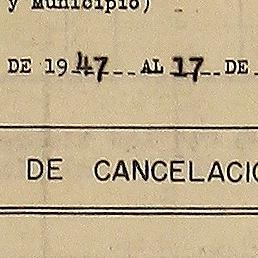 y Municipio)
DE 1947 AL 17 DE
DE CANCELACIO